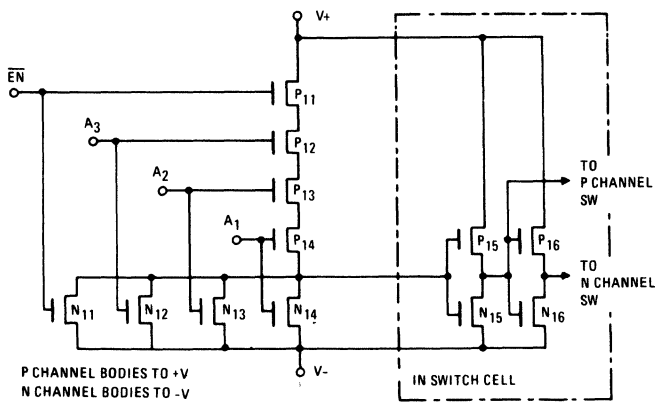 V+
EN
P11
A3
P12
A2
P13
A1
P14
TO
P CHANNEL
SW
P15
P16
TO
N CHANNEL
SW
N11
N12
N13
N14
N15
N16
V-
P CHANNEL BODIES TO +V
N CHANNEL BODIES TO -V
IN SWITCH CELL